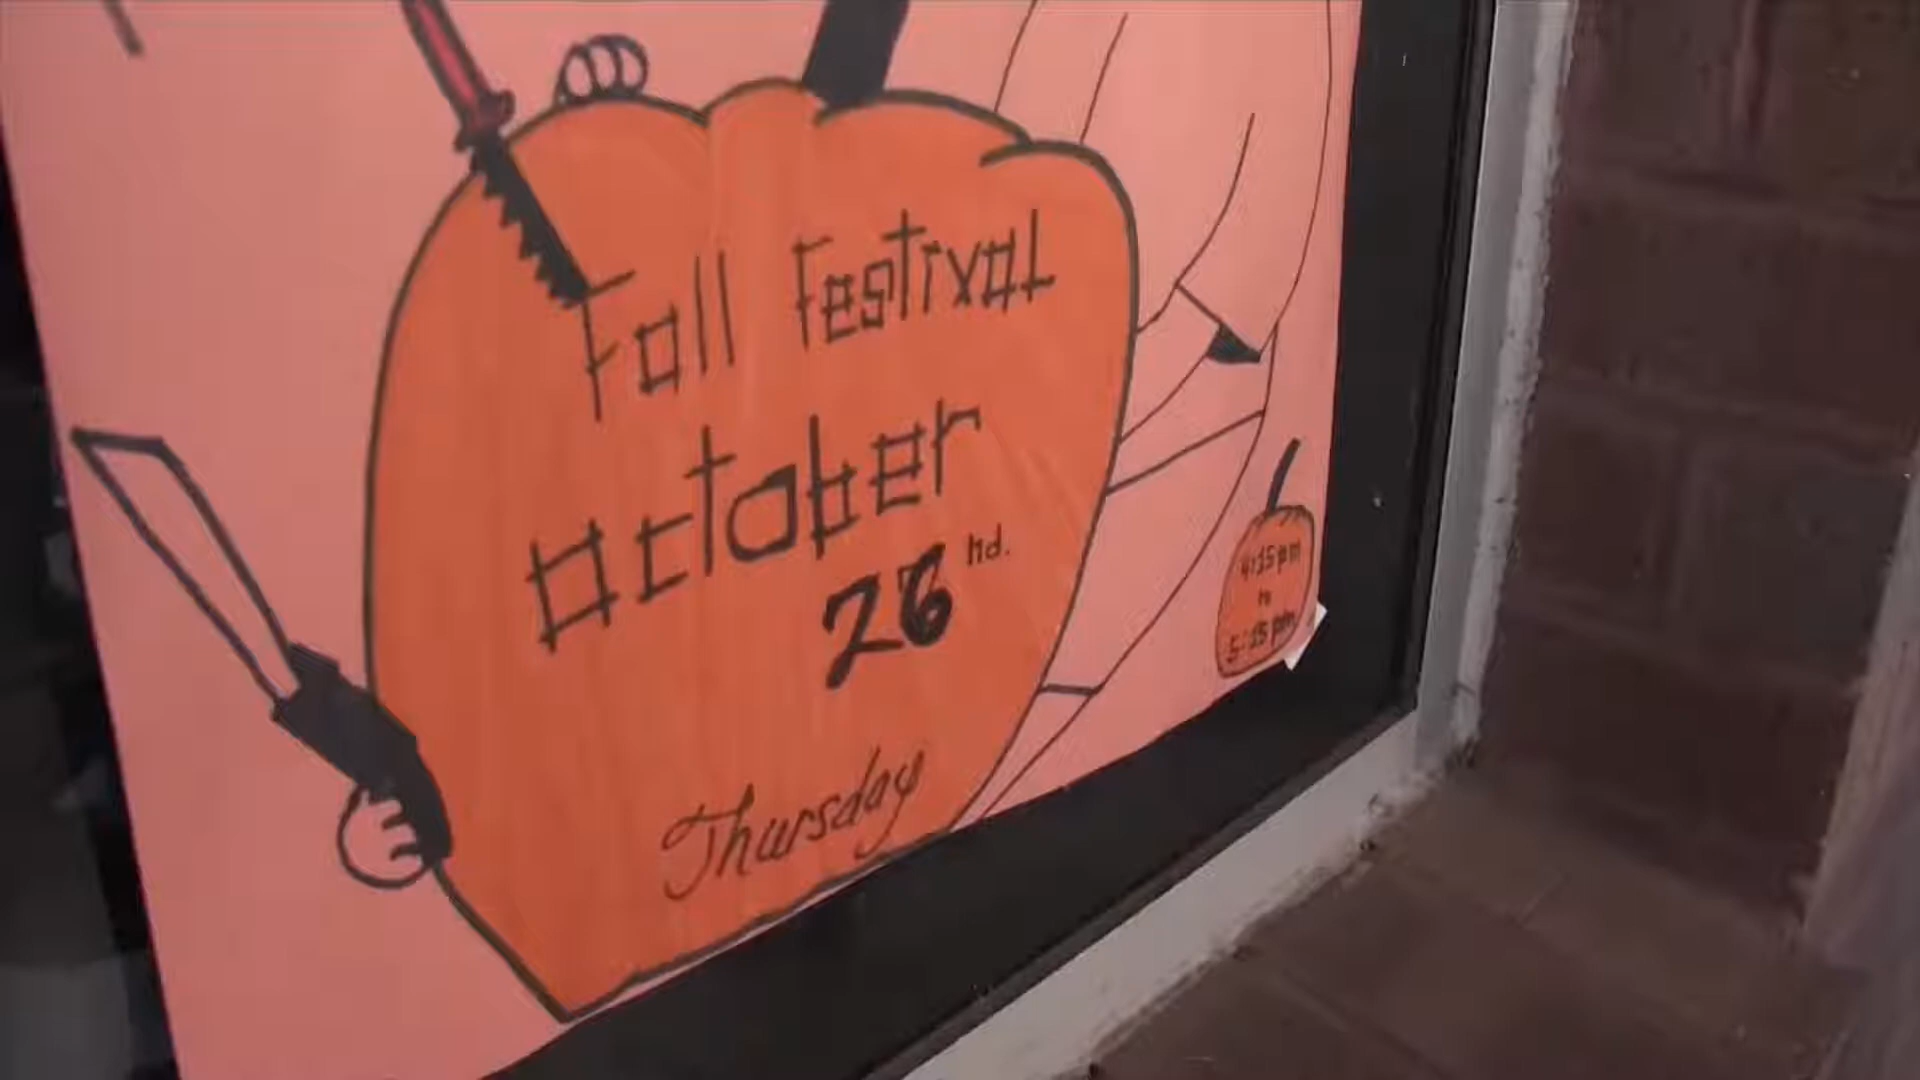 Fall Festival
October
26 nd.
Thursday
4:15 pm
to
5:15 pm